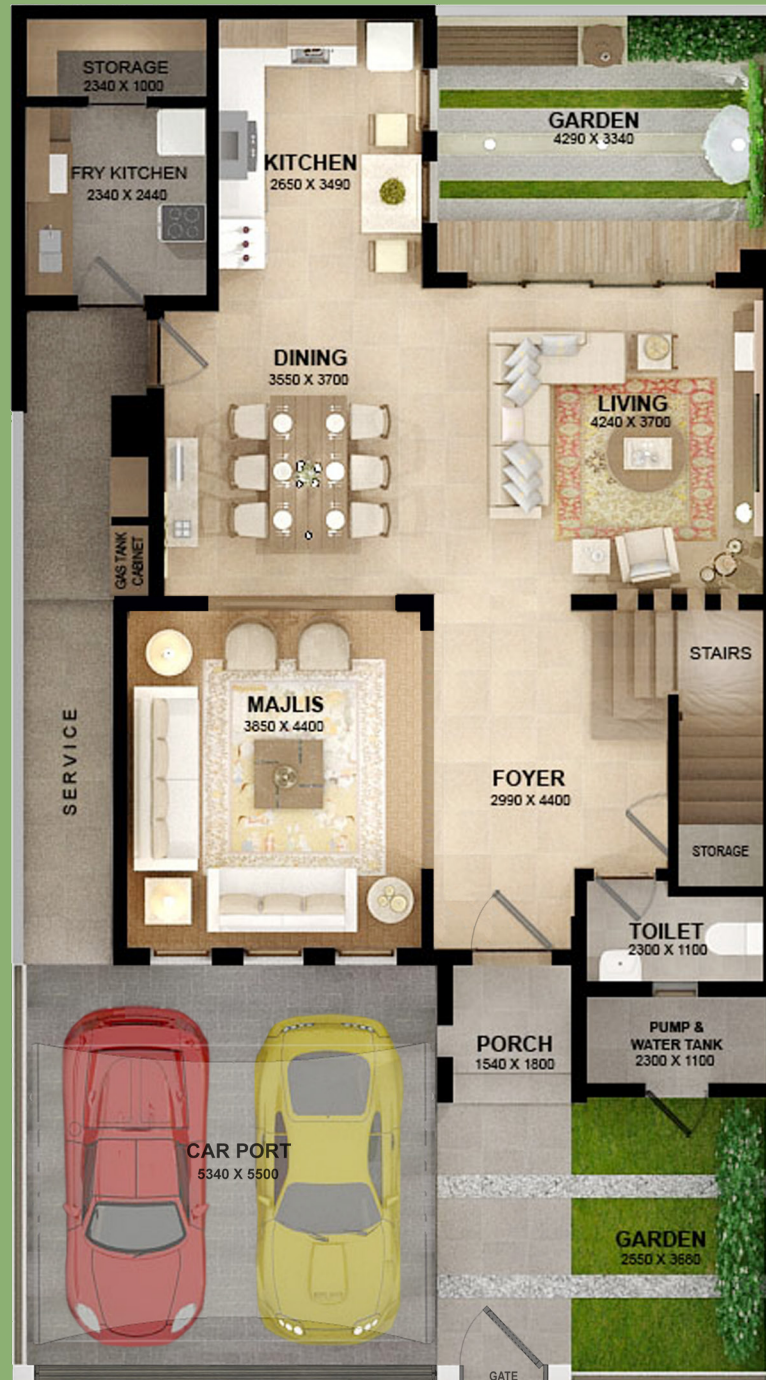 STORAGE
2340 X 1000
GARDEN
4290 X 3340
KITCHEN
2650 X 3490
FRY KITCHEN
2340 X 2440
DINING
3550 X 3700
LIVING
4240 X 3700
GAS TANK
CABINET
STAIRS
MAJLIS
3850 X 4400
SERVICE
FOYER
2990 X 4400
STORAGE
TOILET
2300 X 1100
PUMP &
WATER TANK
2300 X 1100
PORCH
1540 X 1800
CAR PORT
5340 X 5500
GARDEN
2550 X 3680
GATE